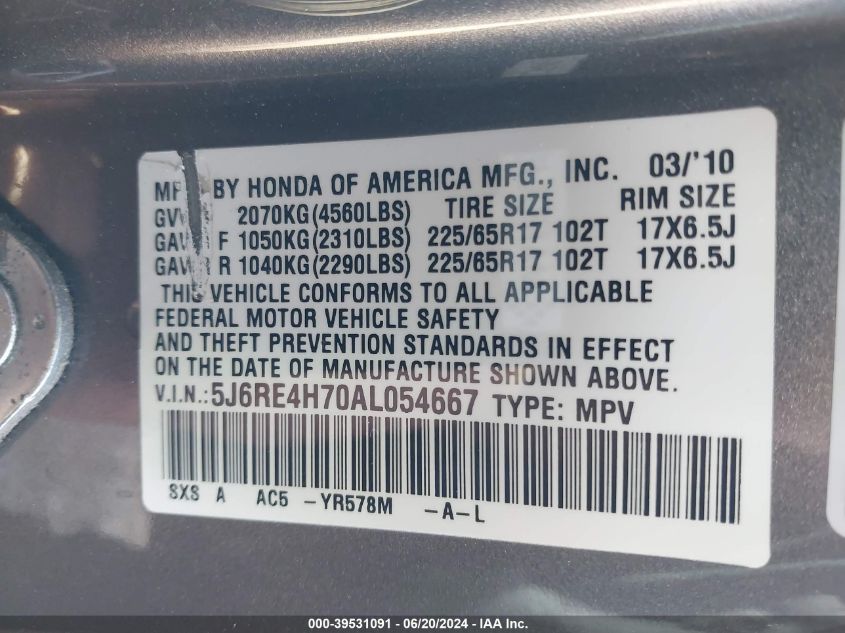 BY HONDA OF AMERICA MFG., INC. 03/'10
2070KG(4560LBS) TIRE SIZE RIM SIZE
F 1050KG(2310LBS) 225/65R17 102T 17X6.5J
R 1040KG(2290LBS) 225/65R17 102T 17X6.5J
THIS VEHICLE CONFORMS TO ALL APPLICABLE
FEDERAL MOTOR VEHICLE SAFETY
AND THEFT PREVENTION STANDARDS IN EFFECT
ON THE DATE OF MANUFACTURE SHOWN ABOVE.
V.I.N.:5J6RE4H70AL054667 TYPE: MPV
SXS A AC5 -YR578M -A-L
000-39531091 - 06/20/2024 - IAA Inc.